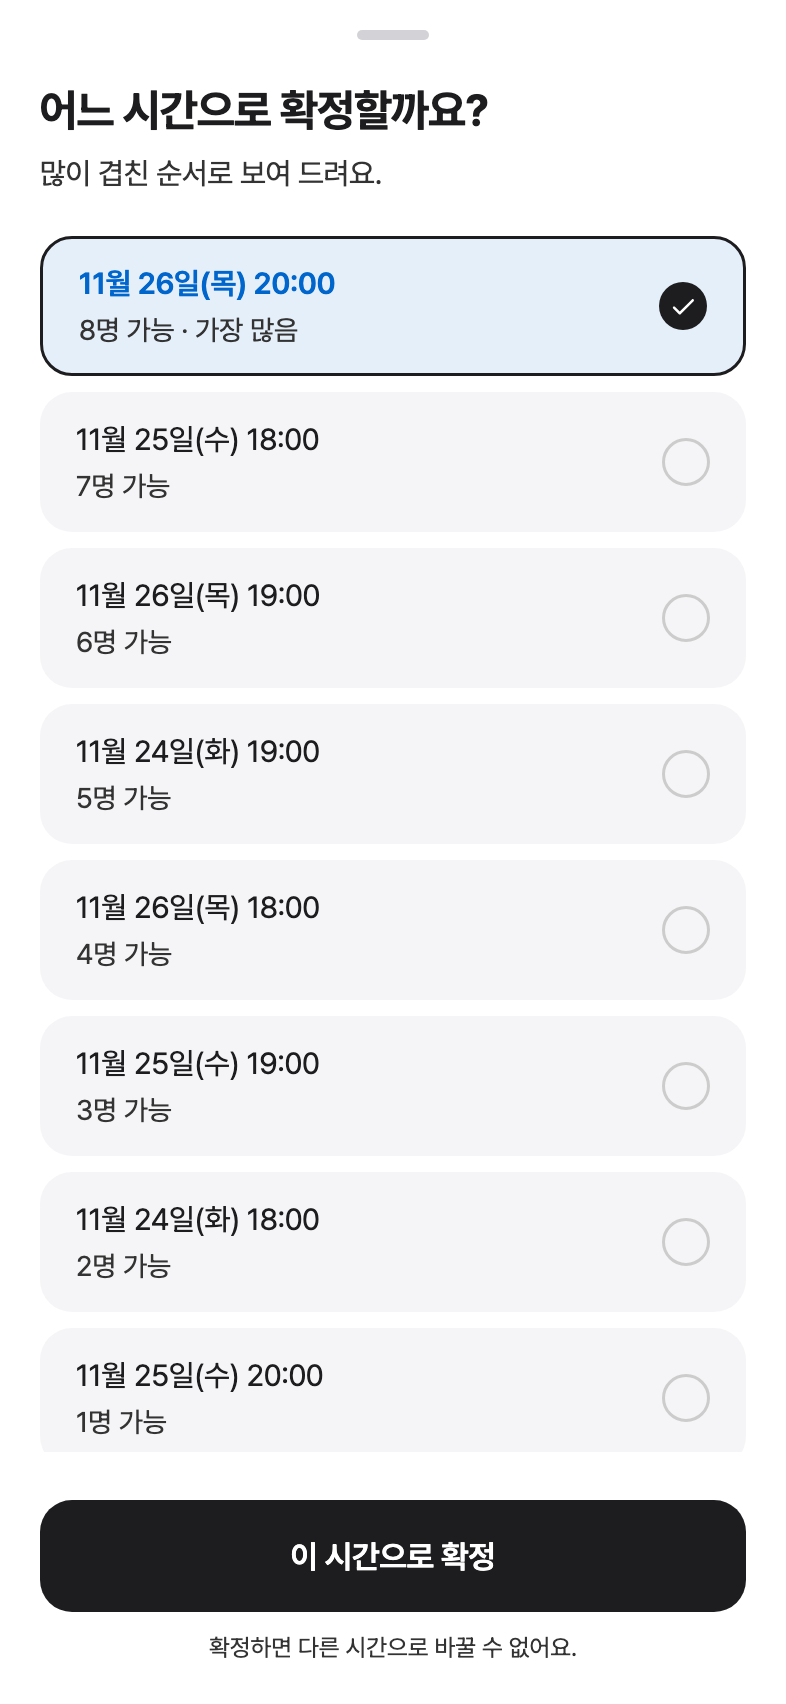 어느 시간으로 확정할까요?
많이 겹친 순서로 보여 드려요.
11월 26일(목) 20:00
8명 가능 · 가장 많음
11월 25일(수) 18:00
7명 가능
11월 26일(목) 19:00
6명 가능
11월 24일(화) 19:00
5명 가능
11월 26일(목) 18:00
4명 가능
11월 25일(수) 19:00
3명 가능
11월 24일(화) 18:00
2명 가능
11월 25일(수) 20:00
1명 가능
이 시간으로 확정
확정하면 다른 시간으로 바꿀 수 없어요.